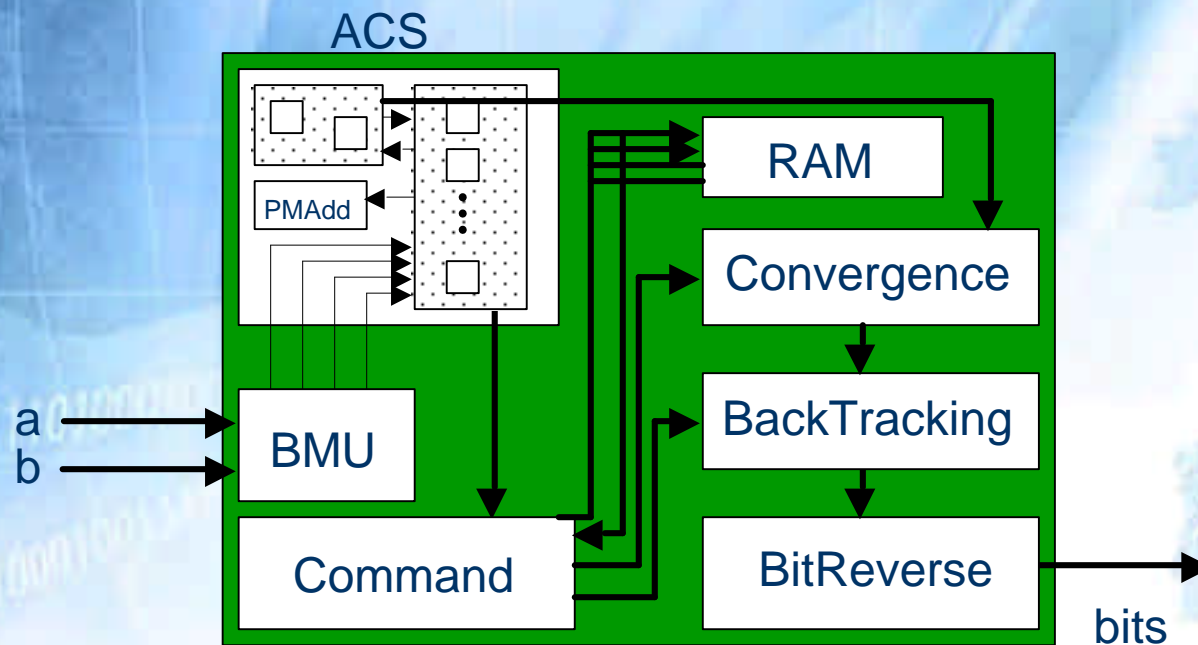 ACS
RAM
PMAdd
Convergence
a
b
BMU
BackTracking
Command
BitReverse
bits